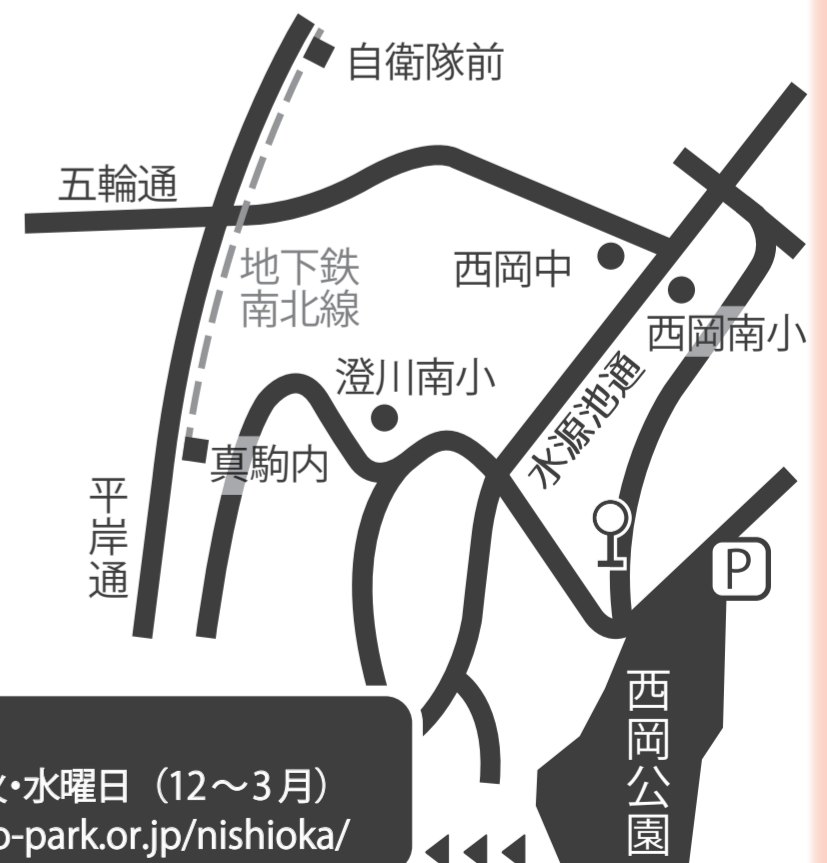 自衛隊前
五輪通
地下鉄
南北線
西岡中
西岡南小
澄川南小
水源池通
真駒内
平岸通
P
西岡公園
・水曜日（12～3月）
o-park.or.jp/nishioka/